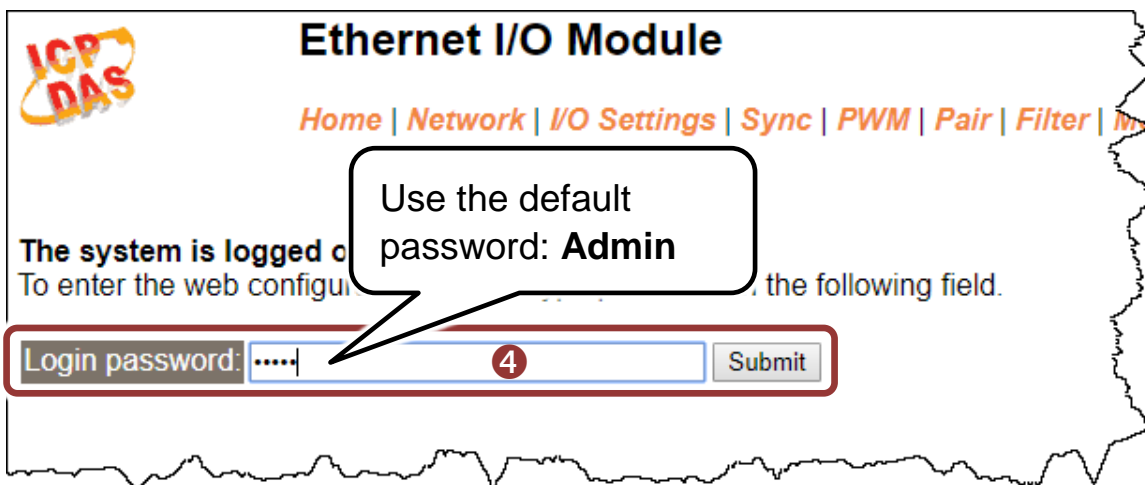 ICP
DAS
Ethernet I/O Module
Home | Network | I/O Settings | Sync | PWM | Pair | Filter |
Use the default
password: Admin
The system is logged
To enter the web the following field.
Login password: ••••• 4 Submit